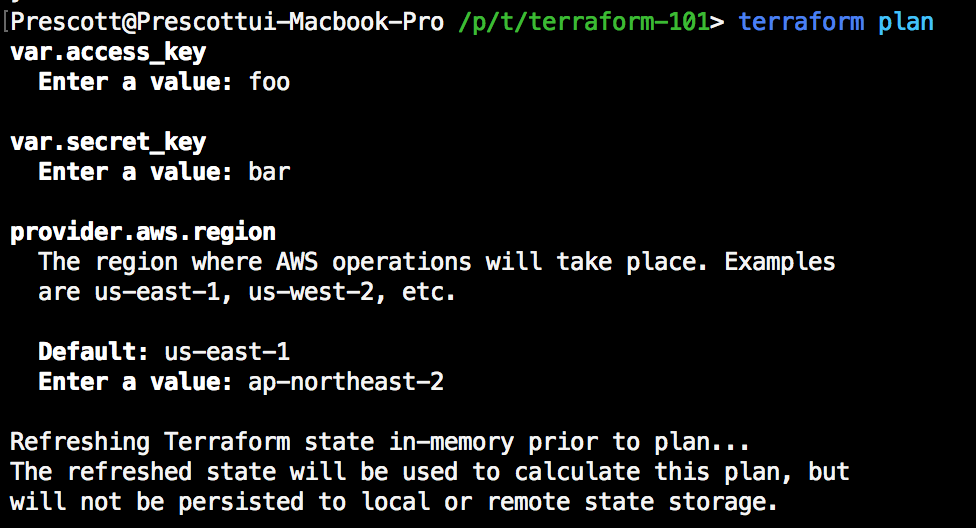 [Prescott@Prescottui-Macbook-Pro /p/t/terraform-101> terraform plan
var.access_key
Enter a value: foo
var.secret_key
Enter a value: bar
provider.aws.region
The region where AWS operations will take place. Examples
are us-east-1, us-west-2, etc.
Default: us-east-1
Enter a value: ap-northeast-2
Refreshing Terraform state in-memory prior to plan...
The refreshed state will be used to calculate this plan, but
will not be persisted to local or remote state storage.